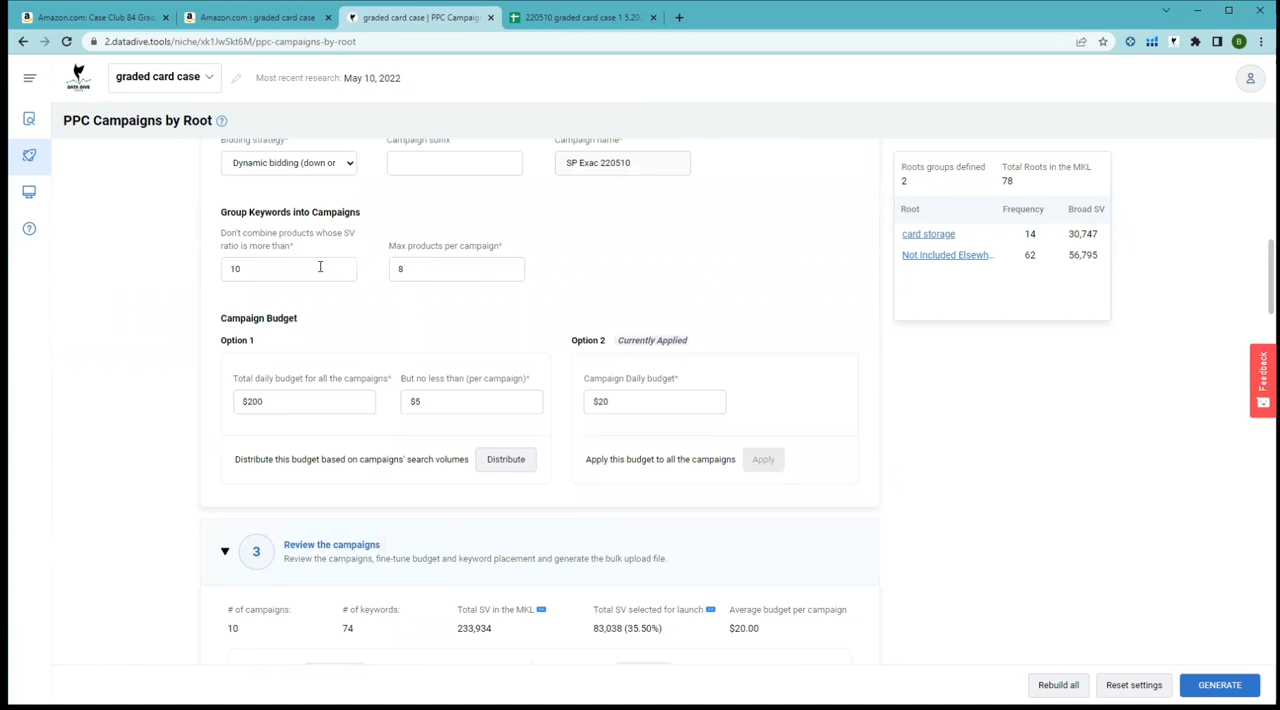 Amazon.com: Case Club 84 Grad
Amazon.com : graded card case
graded card case | PPC Campaign
220510 graded card case 1 5.20.
2.datadive.tools/niche/xk1JwSkt6M/ppc-campaigns-by-root
B
DATA DIVE
graded card case
Most recent research: May 10, 2022
PPC Campaigns by Root
Bidding strategy*
Campaign suffix
Campaign name*
Dynamic bidding (down or
SP Exac 220510
Group Keywords into Campaigns
Don't combine products whose SV
ratio is more than*
Max products per campaign*
10
8
Campaign Budget
Option 1
Option 2 Currently Applied
Total daily budget for all the campaigns*
But no less than (per campaign)*
Campaign Daily budget*
$200
$5
$20
Distribute this budget based on campaigns' search volumes
Distribute
Apply this budget to all the campaigns
Apply
3
Review the campaigns
Review the campaigns, fine-tune budget and keyword placement and generate the bulk upload file.
# of campaigns:
# of keywords:
Total SV in the MKL
Total SV selected for launch
Average budget per campaign
10
74
233,934
83,038 (35.50%)
$20.00
Roots groups defined
Total Roots in the MKL
2
78
Root
Frequency
Broad SV
card storage
14
30,747
Not Included Elsewh...
62
56,795
Feedback
Rebuild all
Reset settings
GENERATE